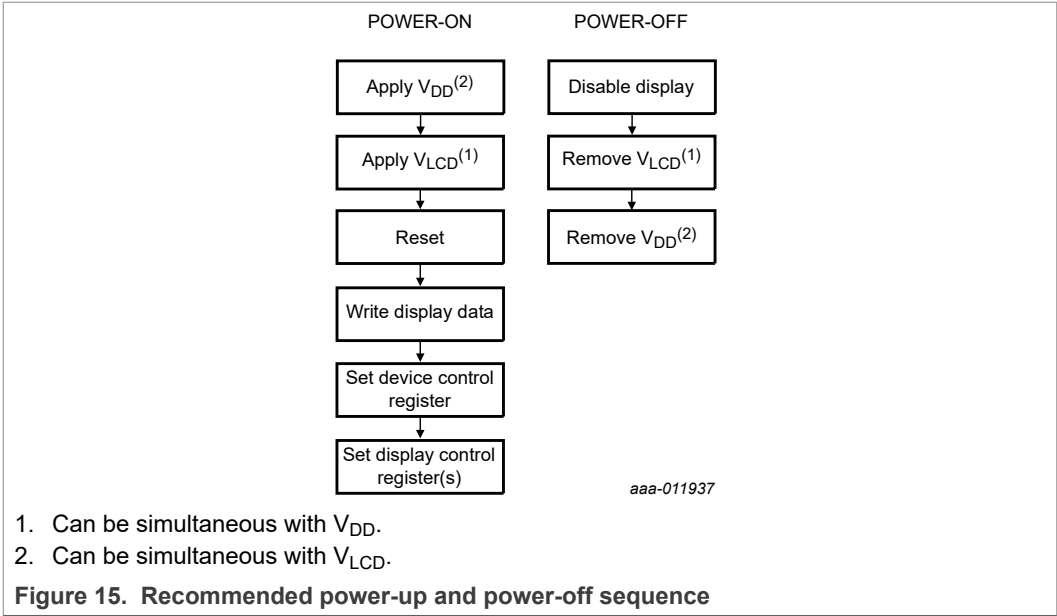 POWER-ON
Apply VDD(2)
Apply VLCD(1)
Reset
Write display data
Set device control
register
Set display control
register(s)
POWER-OFF
Disable display
Remove VLCD(1)
Remove VDD(2)
aaa-011937
1. Can be simultaneous with VDD.
2. Can be simultaneous with VLCD.
Figure 15. Recommended power-up and power-off sequence